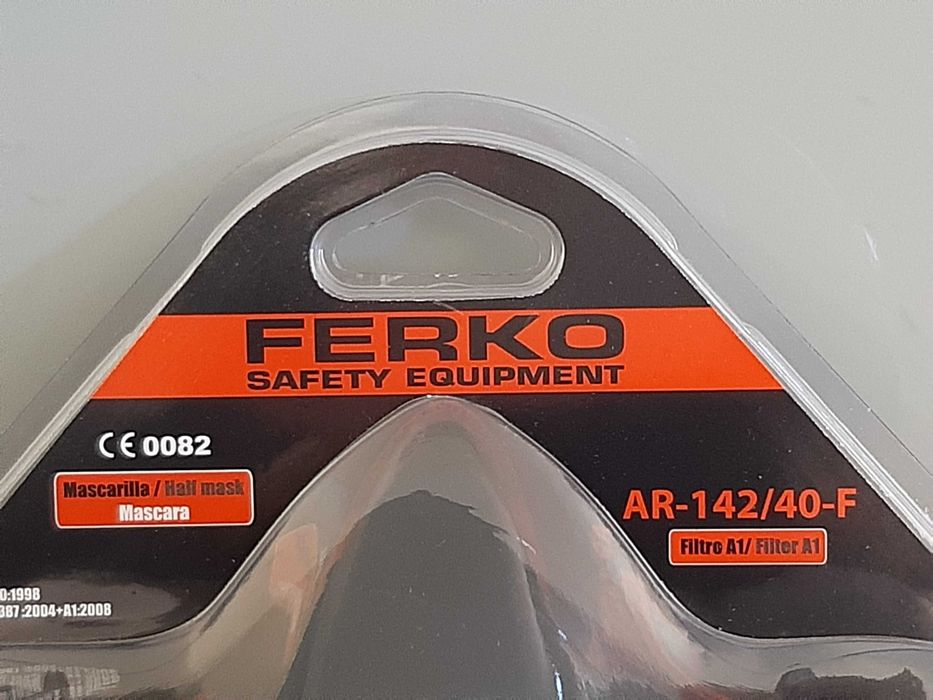 FERKO
SAFETY EQUIPMENT
CE 0082
Mascarilla / Half mask
Mascara
AR-142/40-F
Filtro A1/ Filter A1
0:1998
387:2004+A1:2008